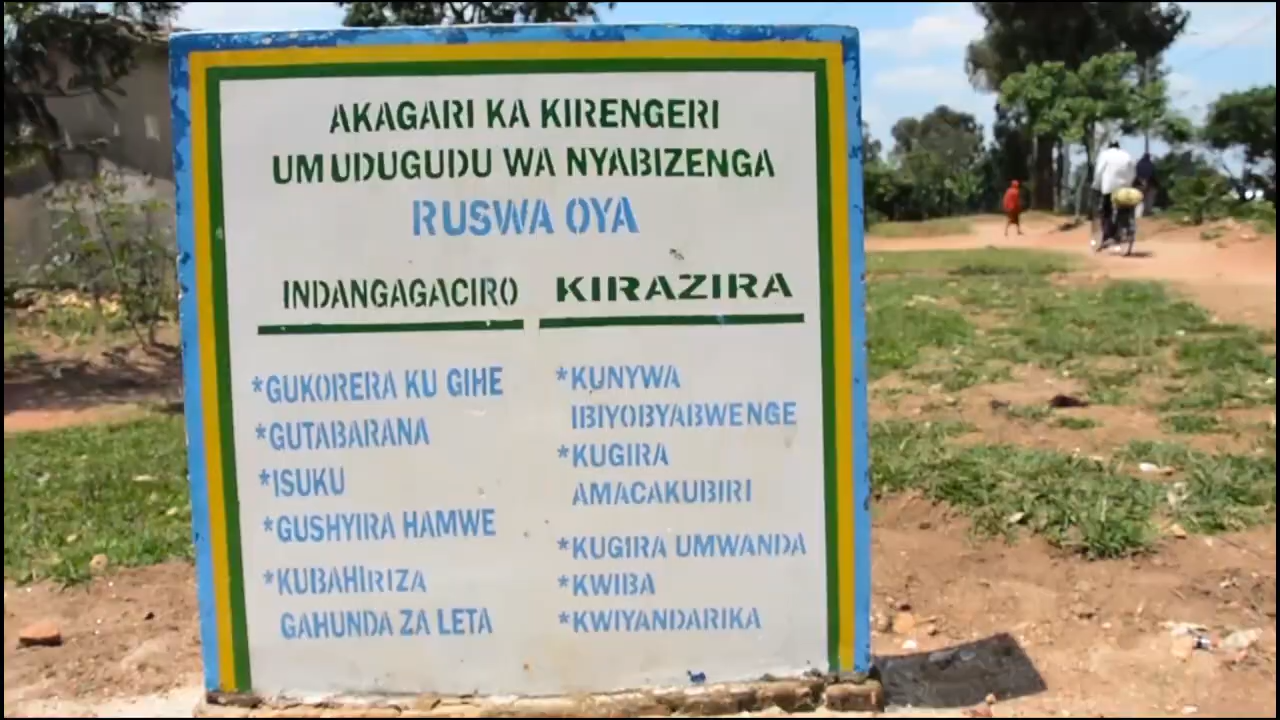 AKAGARI KA KIRENGERI
UMUDUGUDU WA NYABIZENGA
RUSWA OYA
INDANGAGACIRO
*GUKORERA KU GIHE
*GUTABARANA
*ISUKU
*GUSHYIRA HAMWE
*KUBAHIRIZA
GAHUNDA ZA LETA
KIRAZIRA
*KUNYWA
IBIYOBYABWENGE
*KUGIRA
AMACAKUBIRI
*KUGIRA UMWANDA
*KWIBA
*KWIYANDARIKA